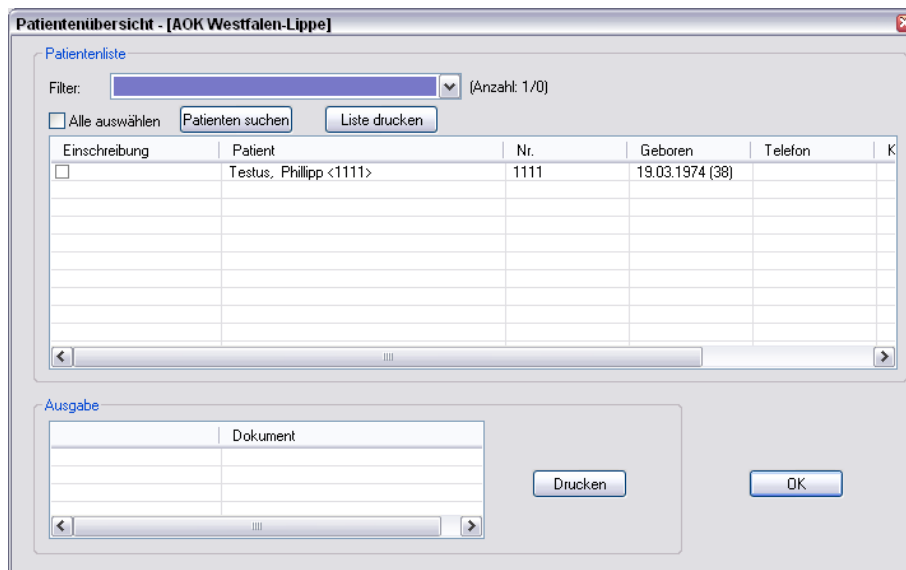 Patientenübersicht - [AOK Westfalen-Lippe]
Patientenliste
Filter: (Anzahl: 1/0)
Alle auswählen Patienten suchen Liste drucken
Einschreibung Patient Nr. Geboren Telefon K
Testus, Phillipp <1111> 1111 19.03.1974 (38)
Ausgabe
Dokument
Drucken OK